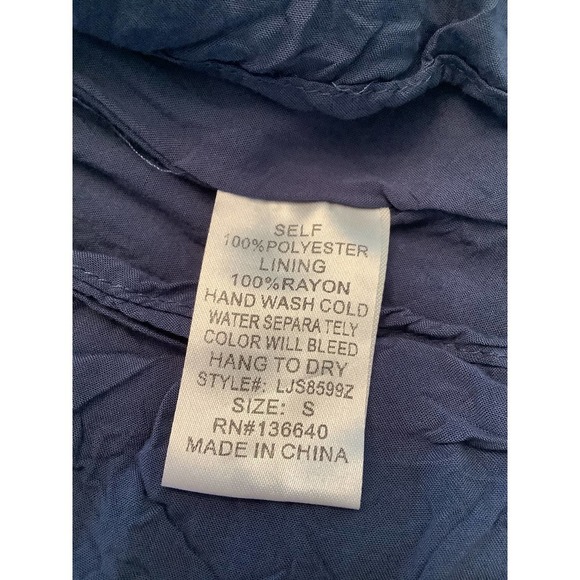 SELF
100%POLYESTER
LINING
100%RAYON
HAND WASH COLD
WATER SEPARA TELY
COLOR WILL BLEED
HANG TO DRY
STYLE#: LJS8599Z
SIZE: S
RN#136640
MADE IN CHINA